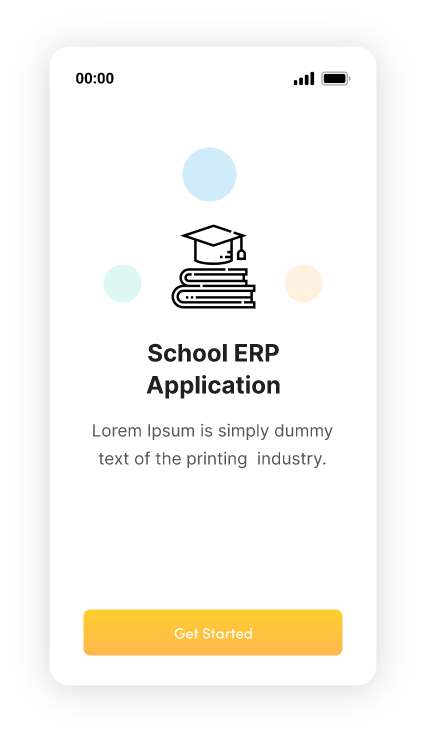 00:00
School ERP
Application
Lorem Ipsum is simply dummy
text of the printing  industry.
Get Started